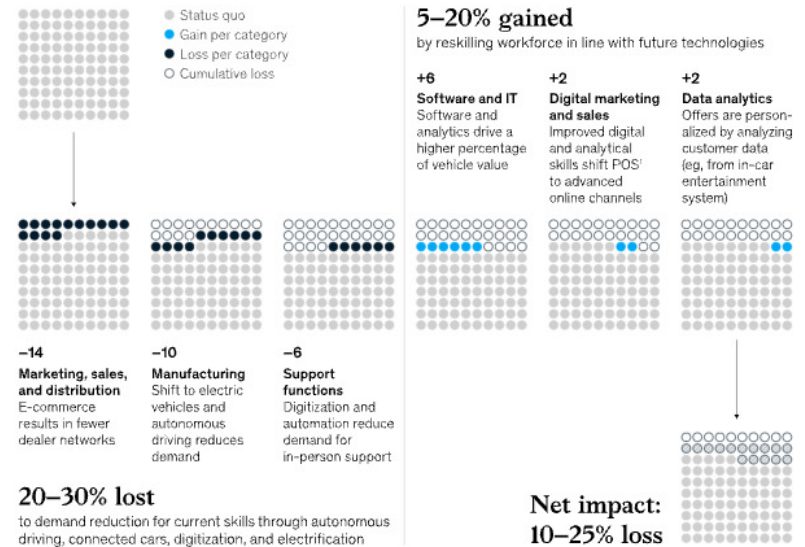 Status quo
Gain per category
Loss per category
Cumulative loss
–14
Marketing, sales,
and distribution
E-commerce
results in fewer
dealer networks
–10
Manufacturing
Shift to electric
vehicles and
autonomous
driving reduces
demand
–6
Support
functions
Digitization and
automation reduce
demand for
in-person support
20–30% lost
to demand reduction for current skills through autonomous
driving, connected cars, digitization, and electrification
5–20% gained
by reskilling workforce in line with future technologies
+6
Software and IT
Software and
analytics drive a
higher percentage
of vehicle value
+2
Digital marketing
and sales
Improved digital
and analytical
skills shift POS¹
to advanced
online channels
+2
Data analytics
Offers are person-
alized by analyzing
customer data
(eg, from in-car
entertainment
system)
Net impact:
10–25% loss